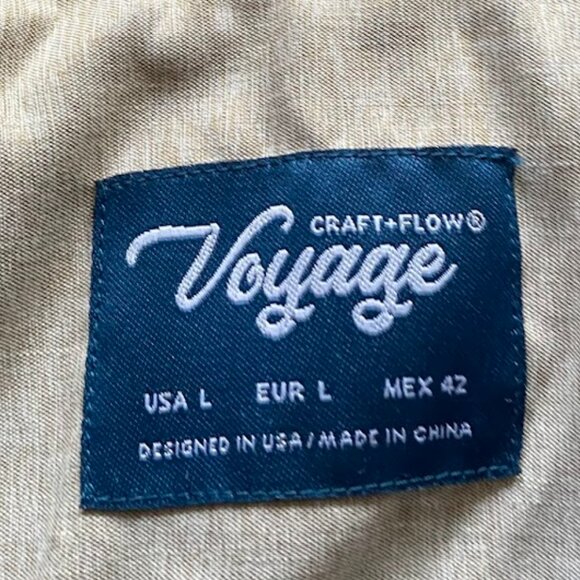 CRAFT+FLOW®
Voyage
USA L EUR L MEX 42
DESIGNED IN USA/MADE IN CHINA